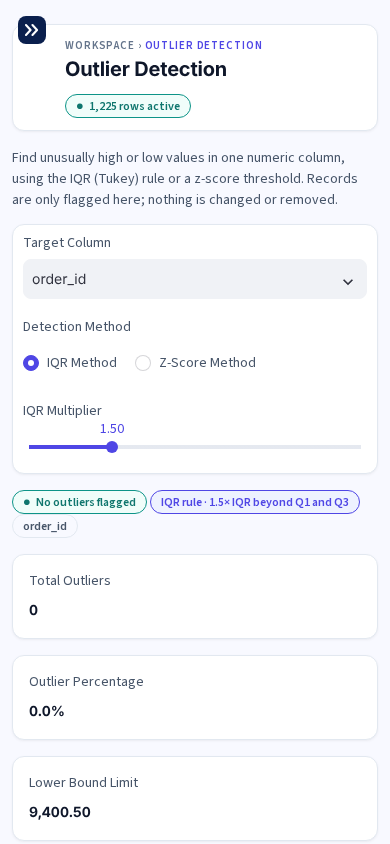 WORKSPACE › OUTLIER DETECTION
Outlier Detection
1,225 rows active
Find unusually high or low values in one numeric column,
using the IQR (Tukey) rule or a z-score threshold. Records
are only flagged here; nothing is changed or removed.
Target Column
order_id
Detection Method
IQR Method Z-Score Method
IQR Multiplier
1.50
No outliers flagged IQR rule · 1.5× IQR beyond Q1 and Q3
order_id
Total Outliers
0
Outlier Percentage
0.0%
Lower Bound Limit
9,400.50